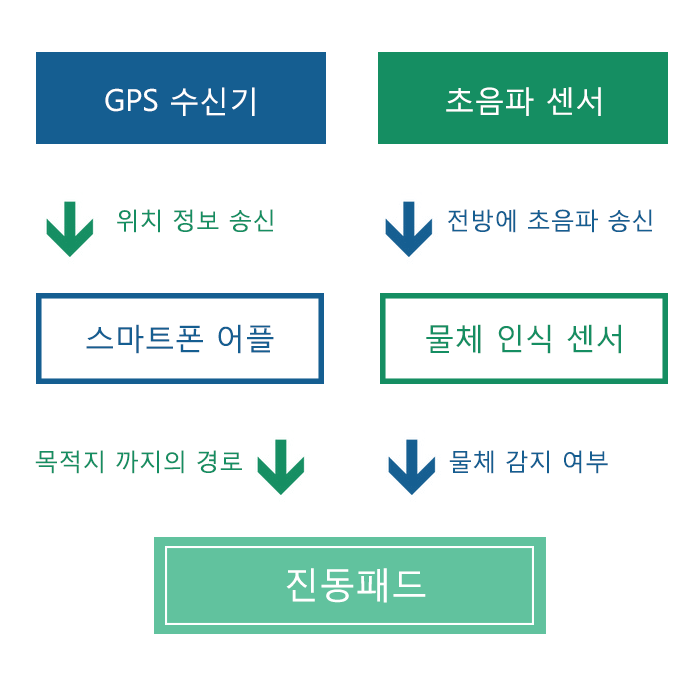 GPS 수신기
초음파 센서
위치 정보 송신
전방에 초음파 송신
스마트폰 어플
물체 인식 센서
목적지 까지의 경로
물체 감지 여부
진동패드